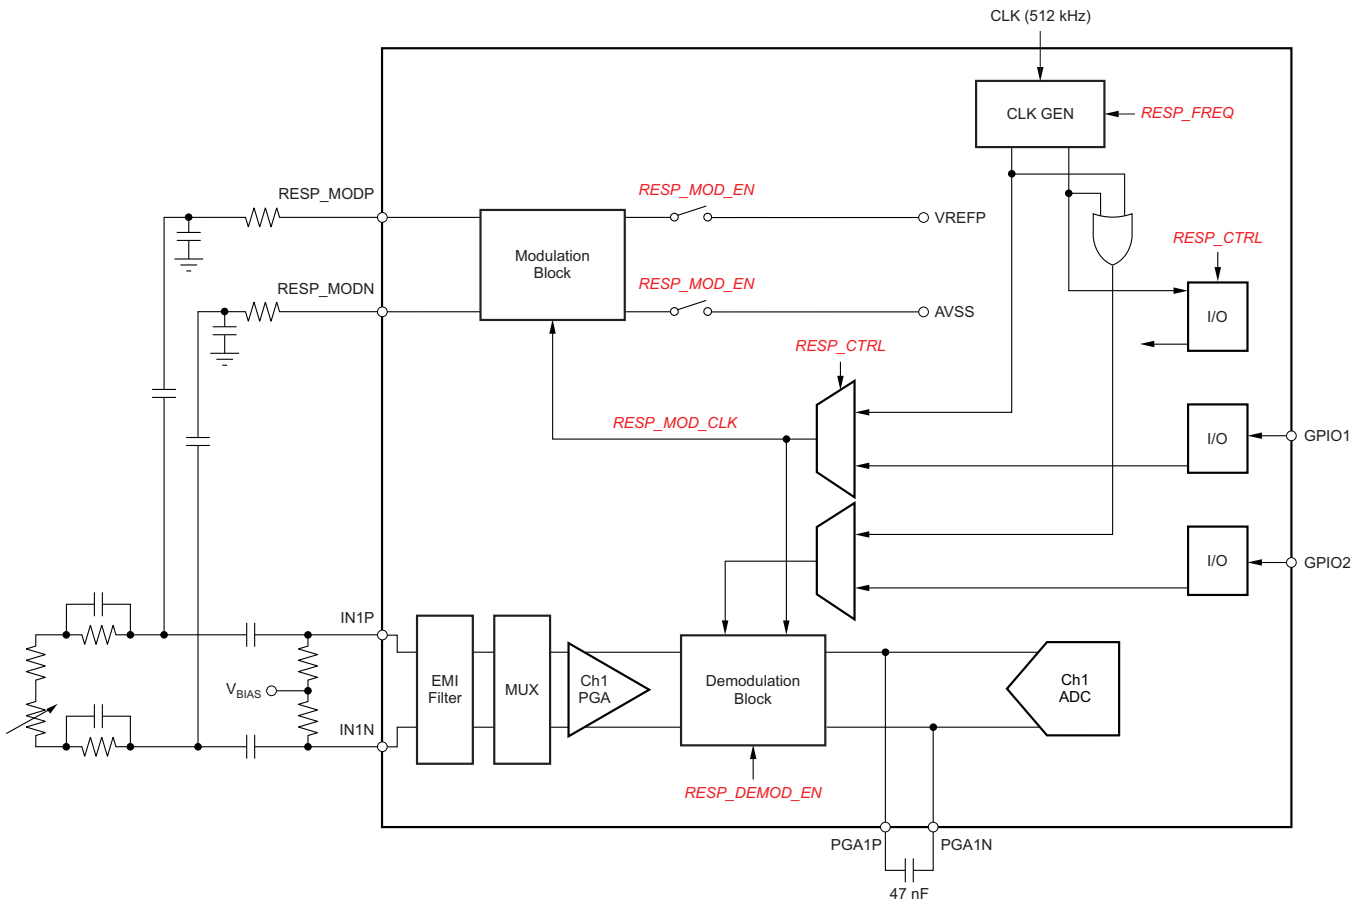 CLK (512 kHz)
CLK GEN
RESP_FREQ
RESP_MODP
RESP_MOD_EN
VREFP
Modulation
Block
RESP_CTRL
RESP_MODN
RESP_MOD_EN
AVSS
I/O
RESP_CTRL
RESP_MOD_CLK
I/O
GPIO1
I/O
GPIO2
IN1P
EMI
Filter
MUX
Ch1
PGA
Demodulation
Block
Ch1
ADC
VBIAS
IN1N
RESP_DEMOD_EN
PGA1P
PGA1N
47 nF